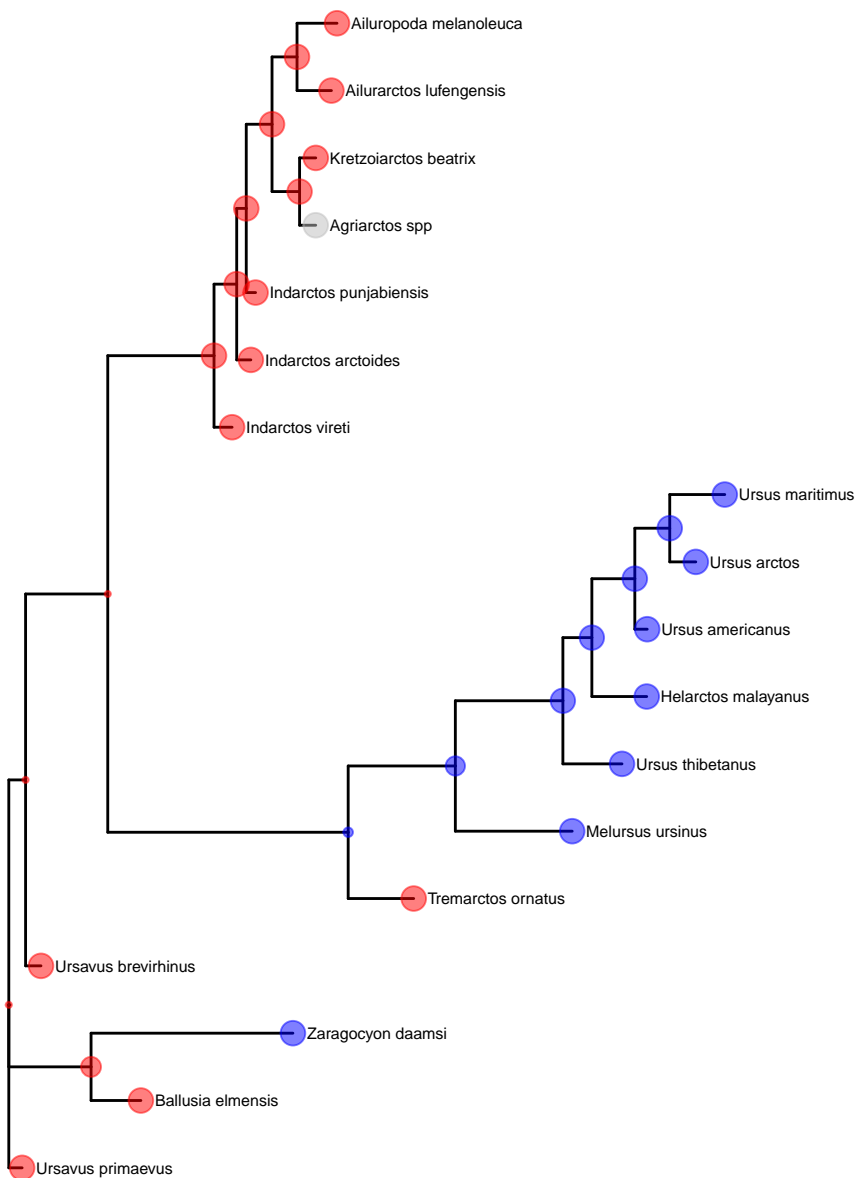 Ailuropoda melanoleuca
Ailurarctos lufengensis
Kretzoiarctos beatrix
Agriarctos spp
Indarctos punjabiensis
Indarctos arctoides
Indarctos vireti
Ursus maritimus
Ursus arctos
Ursus americanus
Helarctos malayanus
Ursus thibetanus
Melursus ursinus
Tremarctos ornatus
Ursavus brevirhinus
Zaragocyon daamsi
Ballusia elmensis
Ursavus primaevus